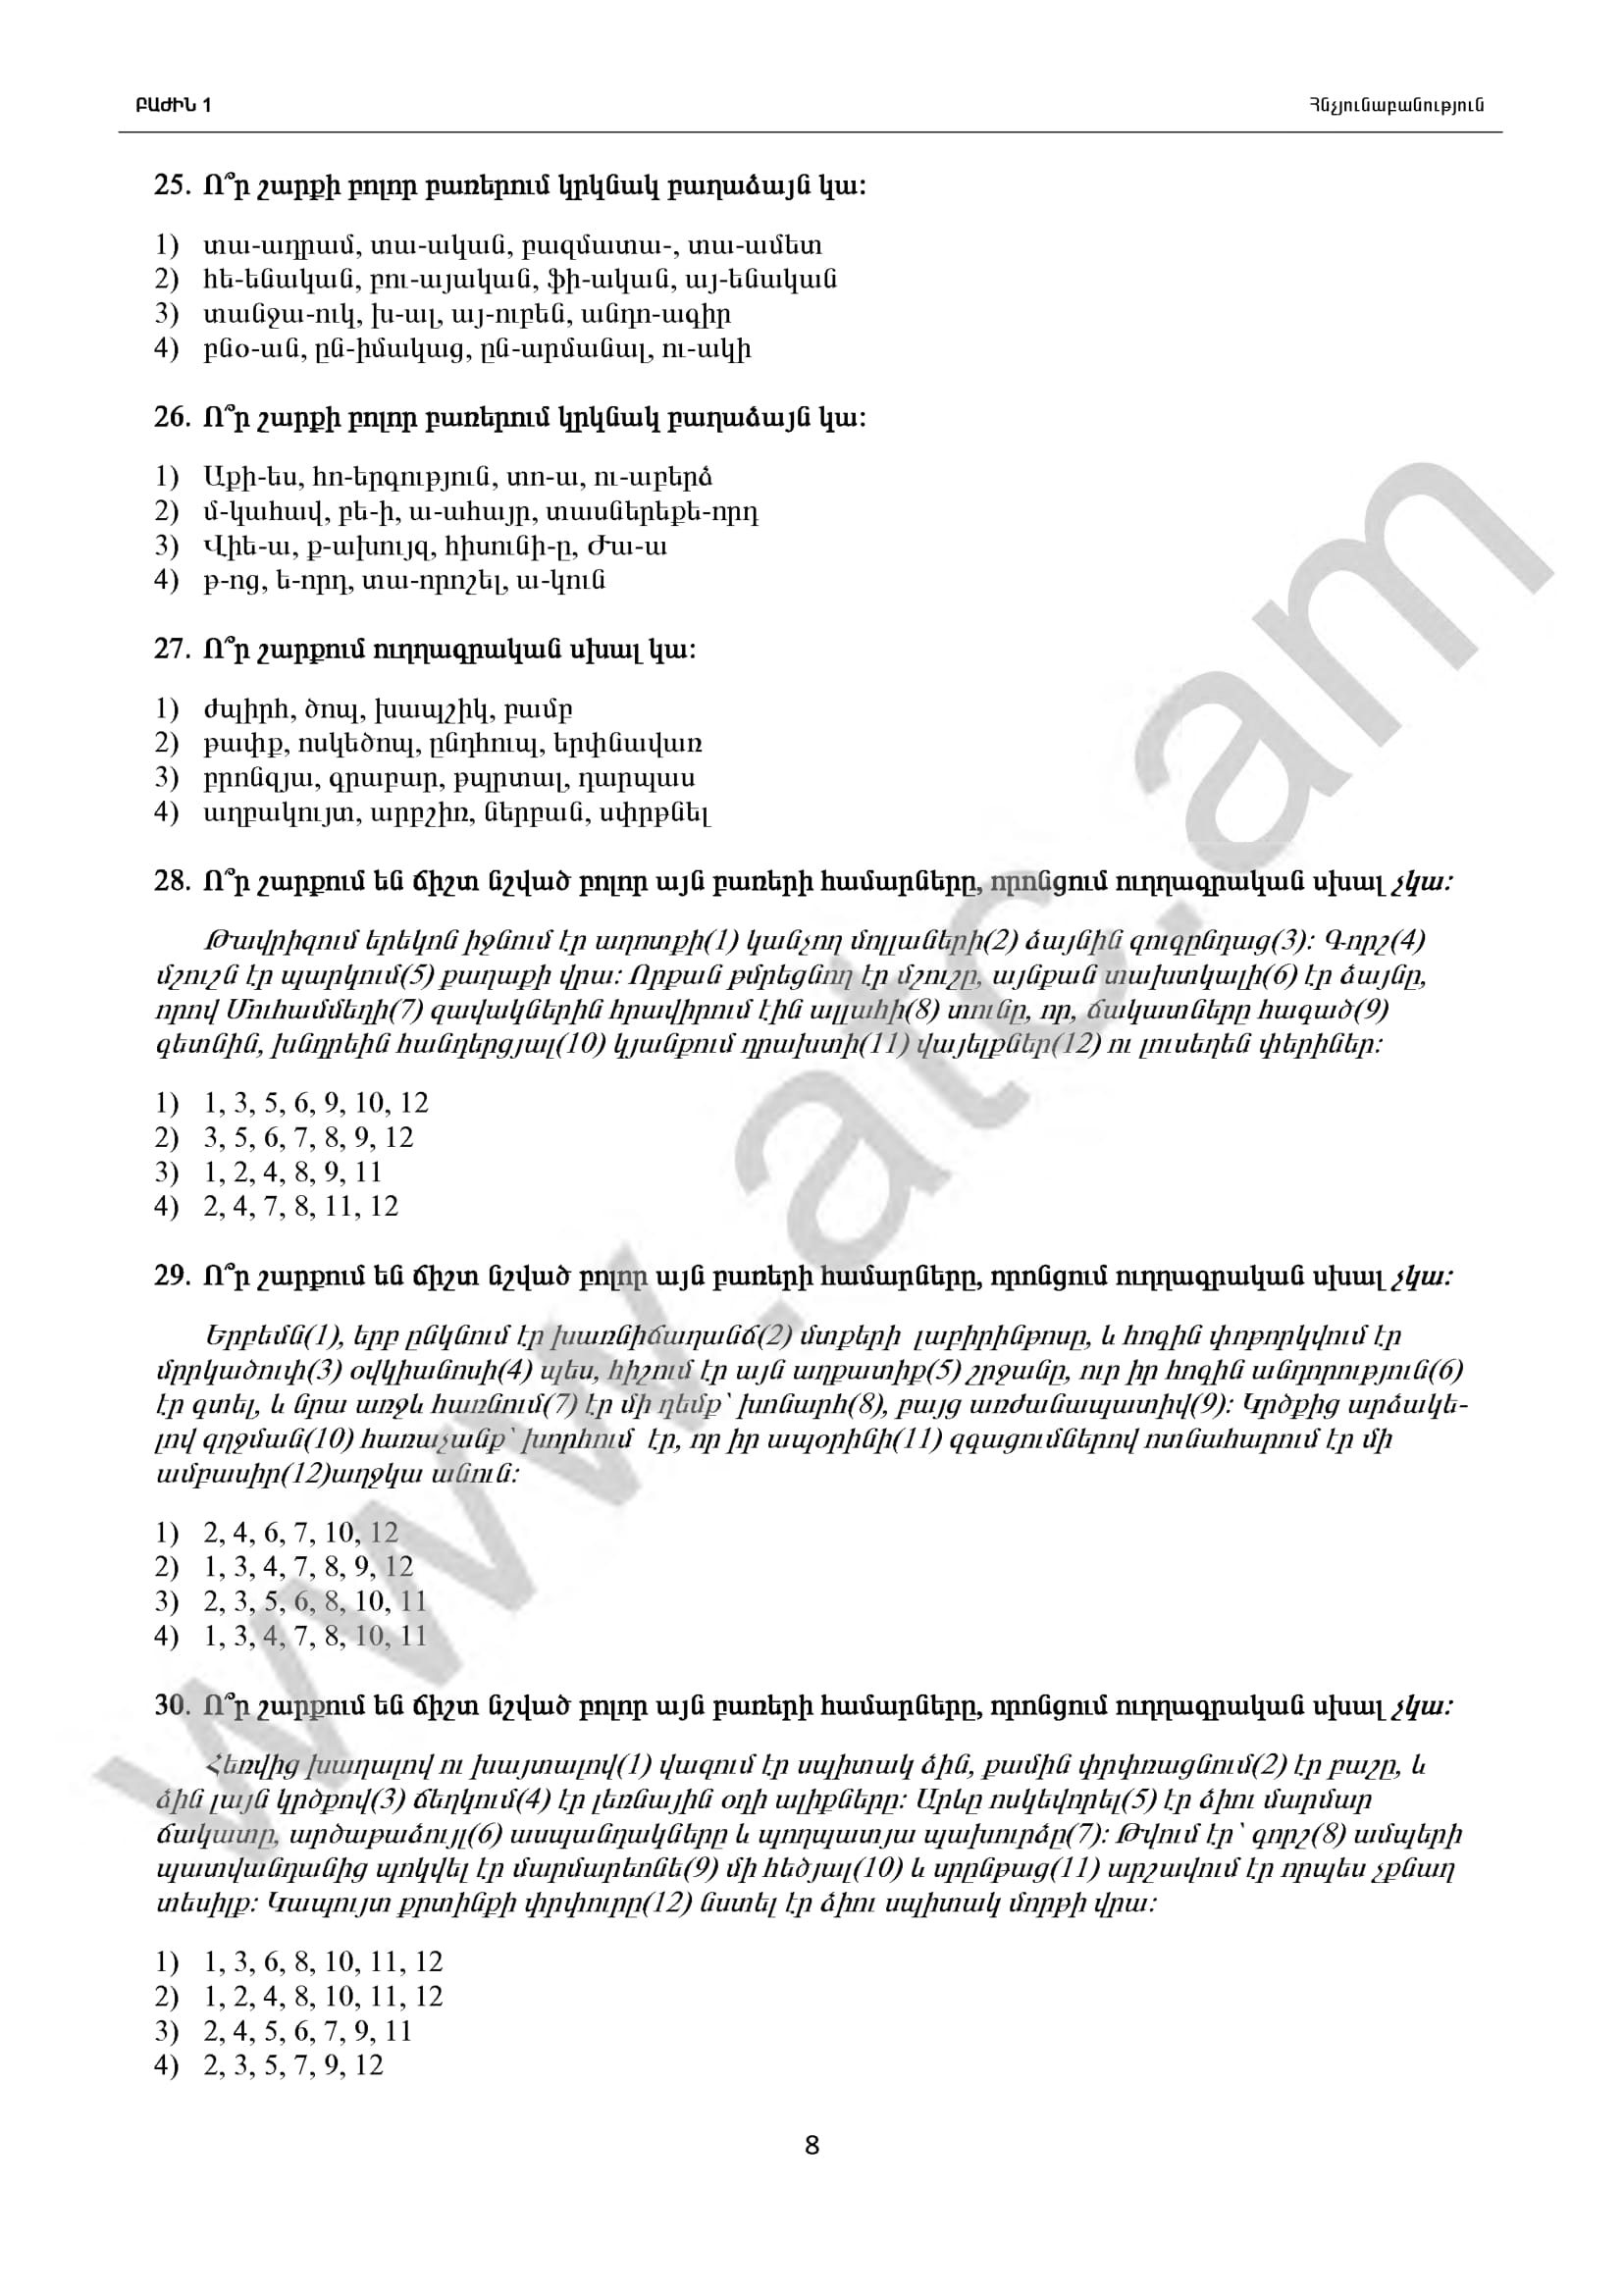 ԲԱԺԻՆ 1
Հնչյունաբանություն
25. Ո՞ր շարքի բոլոր բառերում կրկնակ բաղաձայն կա:
1) տա-աղրամ, տա-ական, բազմատա-, տա-ամետ
2) հե-ենական, բու-այական, ֆի-ական, այ-ենական
3) տանջա-ուկ, խ-ալ, այ-ուբեն, անդո-ագիր
4) բնօ-ան, ըն-իմակաց, ըն-արմանալ, ու-ակի
26. Ո՞ր շարքի բոլոր բառերում կրկնակ բաղաձայն կա:
1) Աքի-ես, հո-երգություն, տո-ա, ու-աբերձ
2) մ-կահավ, բե-ի, ա-ահայր, տասներեքե-որդ
3) Վիե-ա, ք-ախույզ, հիսունի-ը, Ժա-ա
4) թ-ոց, ե-որդ, տա-որոշել, ա-կուն
27. Ո՞ր շարքում ուղղագրական սխալ կա:
1) ժպիրհ, ծոպ, խապշիկ, բամբ
2) թափք, ոսկեծոպ, ընդհուպ, երփնավառ
3) բրոնզյա, գրաբար, թպրտալ, դարպաս
4) աղբակույտ, արբշիռ, ներբան, սփրթնել
28. Ո՞ր շարքում են ճիշտ նշված բոլոր այն բառերի համարները, որոնցում ուղղագրական սխալ չկա:
Թավրիզում երեկոն իջնում էր աղոտքի(1) կանչող մոլլաների(2) ձայնին զուգընդաց(3): Գորշ(4)
մշուշն էր պարկում(5) քաղաքի վրա: Որքան թմրեցնող էր մշուշը, այնքան տախտկալի(6) էր ձայնը,
որով Մուհամմեդի(7) զավակներին հրավիրում էին ալլահի(8) տունը, որ, ճակատները հագած(9)
գետնին, խնդրեին հանդերցյալ(10) կյանքում դրախտի(11) վայելքներ(12) ու լուսեղեն փերիներ:
1) 1, 3, 5, 6, 9, 10, 12
2) 3, 5, 6, 7, 8, 9, 12
3) 1, 2, 4, 8, 9, 11
4) 2, 4, 7, 8, 11, 12
29. Ո՞ր շարքում են ճիշտ նշված բոլոր այն բառերի համարները, որոնցում ուղղագրական սխալ չկա:
Երբեմն(1), երբ ընկնում էր խառնիճաղանճ(2) մտքերի լաբիրինթոսը, և հոգին փոթորկվում էր
մրրկածուփ(3) օվկիանոսի(4) պես, հիշում էր այն աղքատիք(5) շրջանը, ուր իր հոգին անդրրություն(6)
էր գտել, և նրա առջև հառնում(7) էր մի դեմք՝ խոնարհ(8), բայց առժանապատիվ(9): Կրծքից արձակե-
լով զղջման(10) հառաչանք՝ խորհում էր, որ իր ապօրինի(11) զգացումներով ոտնահարում էր մի
ամբասիր(12)աղջկա անուն:
1) 2, 4, 6, 7, 10, 12
2) 1, 3, 4, 7, 8, 9, 12
3) 2, 3, 5, 6, 8, 10, 11
4) 1, 3, 4, 7, 8, 10, 11
30. Ո՞ր շարքում են ճիշտ նշված բոլոր այն բառերի համարները, որոնցում ուղղագրական սխալ չկա:
Հեռվից խաղալով ու խայտալով(1) վազում էր սպիտակ ձին, քամին փրփռացնում(2) էր բաշը, և
ձին լայն կրծքով(3) ճեղկում(4) էր լեռնային օդի ալիքները: Արևը ոսկեվորել(5) էր ձիու մարմար
ճակատը, արծաթաձույլ(6) ասպանդակները և պողպատյա պախուրձը(7): Թվում էր՝ գորշ(8) ամպերի
պատվանդանից պոկվել էր մարմարեռնե(9) մի հեծյալ(10) և սրընթաց(11) արշավում էր որպես չքնաղ
տեսիլք: Կապույտ քրտինքի փրփուրը(12) նստել էր ձիու սպիտակ մորթի վրա:
1) 1, 3, 6, 8, 10, 11, 12
2) 1, 2, 4, 8, 10, 11, 12
3) 2, 4, 5, 6, 7, 9, 11
4) 2, 3, 5, 7, 9, 12
8
www.atc.am